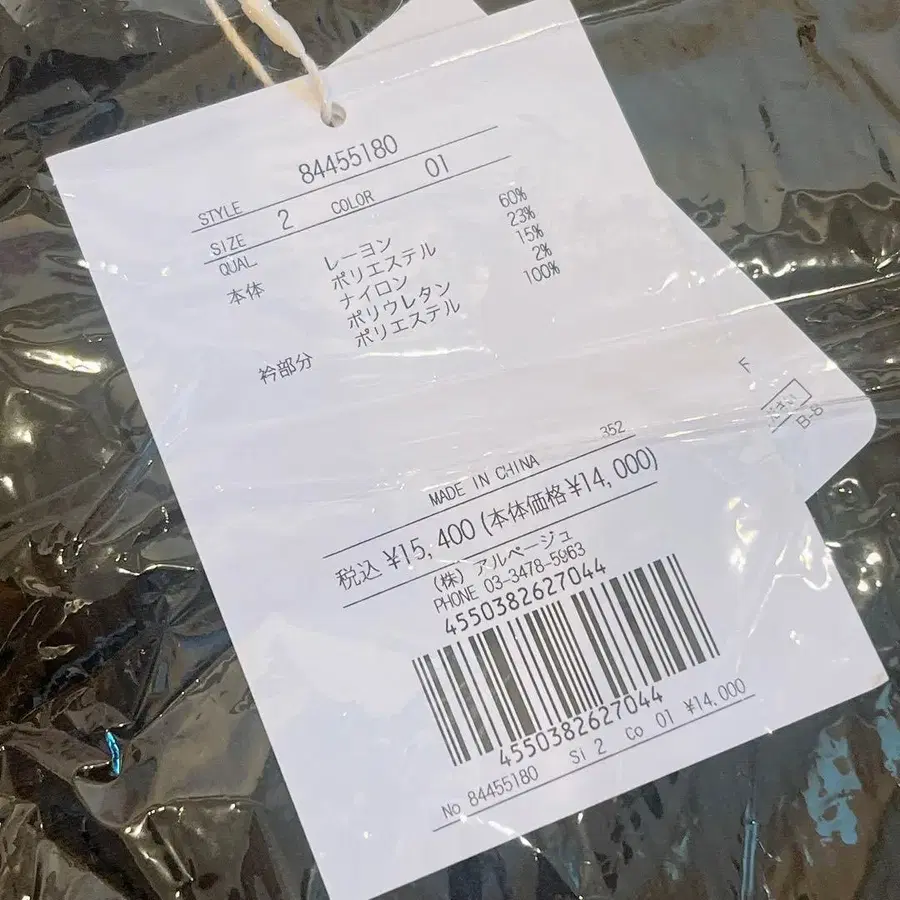 STYLE 84455180
SIZE 2 COLOR 01
QUAL.
本体 レーヨン 60%
ポリエステル 23%
ナイロン 15%
ポリウレタン 2%
衿部分 ポリエステル 100%
352
MADE IN CHINA
税込 ¥15,400 (本体価格¥14,000)
(株) アルページュ
PHONE 03-3478-5963
4550382627044
4550382627044
No 84455180 Si 2 Co 01 ¥14,000
F
B-8